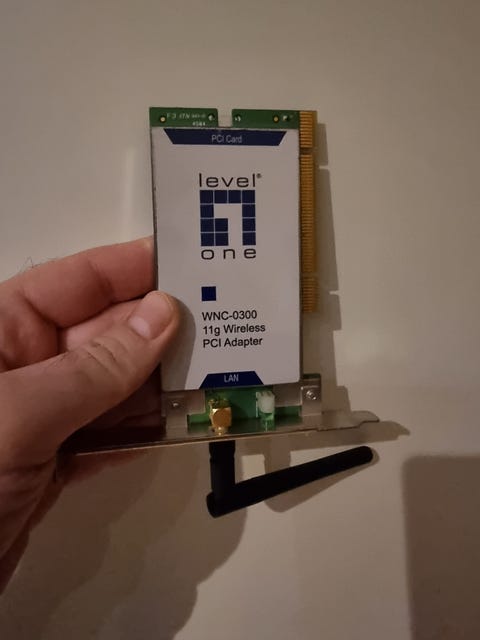 PCI Card
level®
one
WNC-0300
11g Wireless
PCI Adapter
LAN